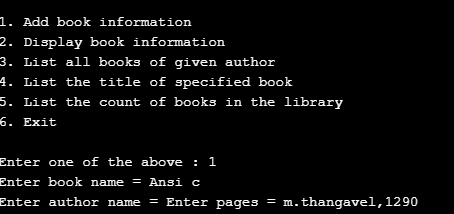 1. Add book information
2. Display book information
3. List all books of given author
4. List the title of specified book
5. List the count of books in the library
6. Exit
Enter one of the above : 1
Enter book name = Ansi c
Enter author name = Enter pages = m.thangavel,1290